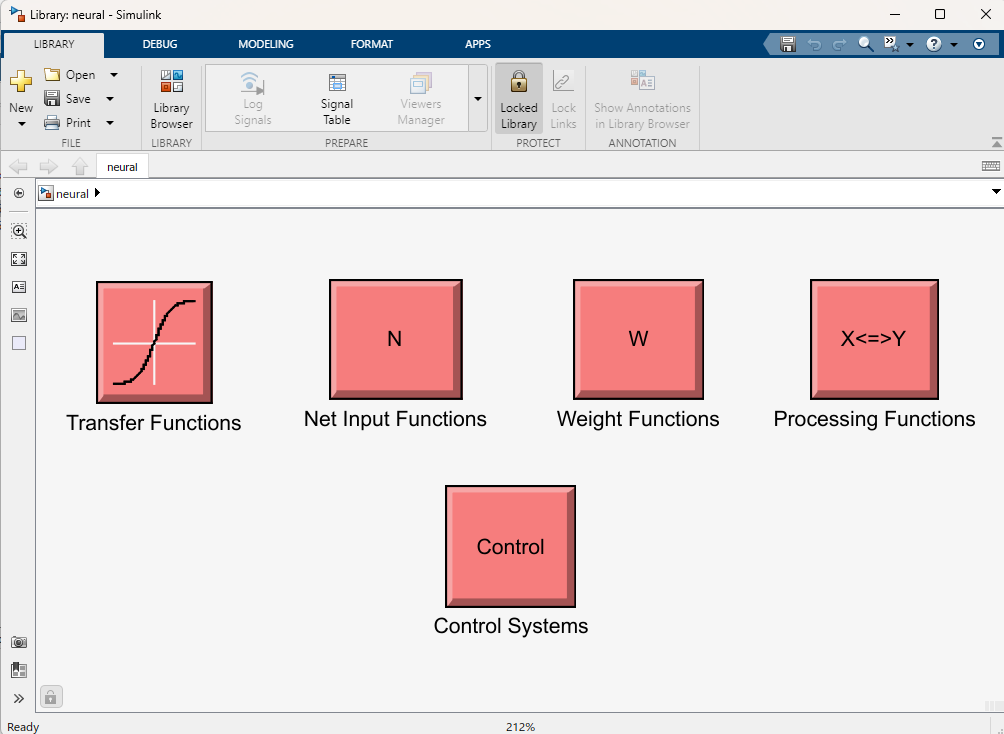 Library: neural - Simulink
LIBRARY DEBUG MODELING FORMAT APPS
New
Open
Save
Print
FILE
Library
Browser
LIBRARY
Log
Signals
Signal
Table
Viewers
Manager
PREPARE
Locked
Library
Lock
Links
PROTECT
Show Annotations
in Library Browser
ANNOTATION
neural
neural
N
W
X<=>Y
Transfer Functions
Net Input Functions
Weight Functions
Processing Functions
Control
Control Systems
Ready
212%